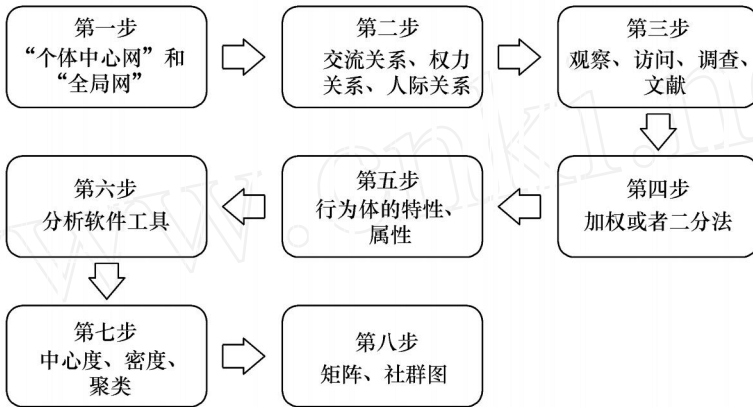 第一步
“个体中心网”和
“全局网”
第二步
交流关系、权力
关系、人际关系
第三步
观察、访问、调查、
文献
第四步
加权或者二分法
第五步
行为体的特性、
属性
第六步
分析软件工具
第七步
中心度、密度、
聚类
第八步
矩阵、社群图